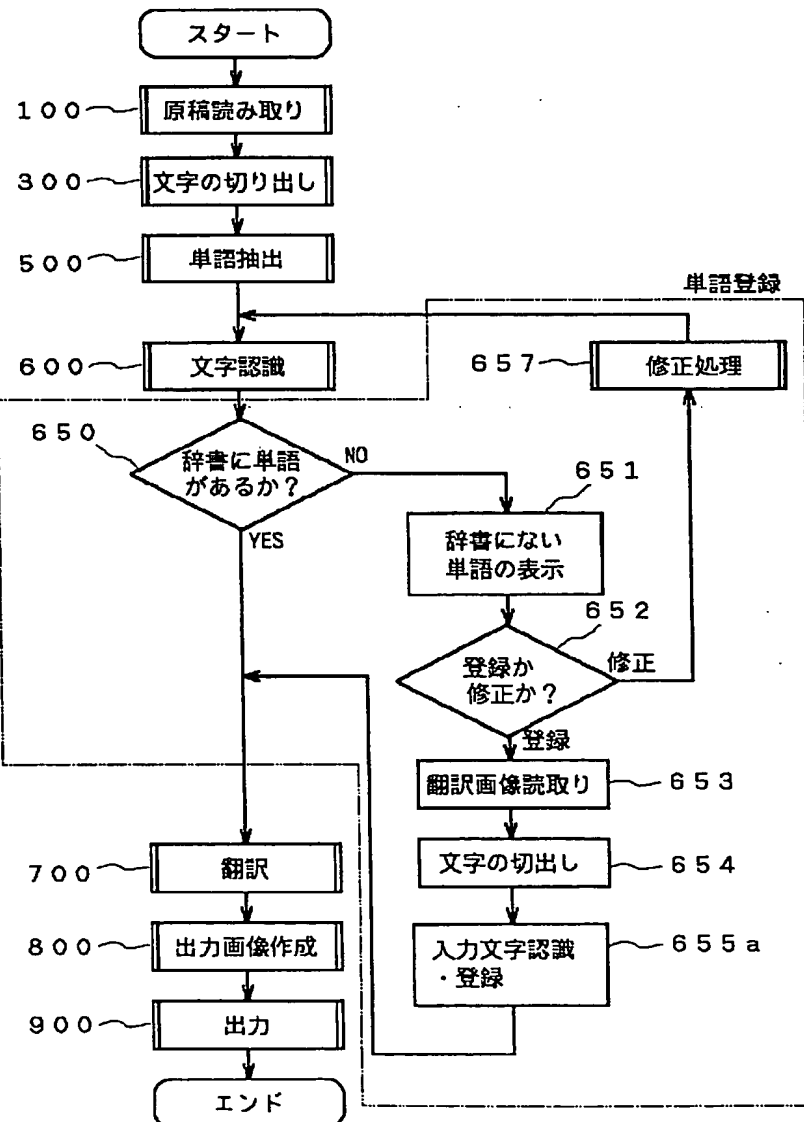 スタート
100
原稿読み取り
300
文字の切り出し
500
単語抽出
単語登録
600
文字認識
657
修正処理
650
辞書に単語
があるか?
NO
YES
651
辞書にない
単語の表示
652
登録か
修正か?
修正
登録
翻訳画像読取り
653
文字の切出し
654
入力文字認識
・登録
655a
700
翻訳
800
出力画像作成
900
出力
エンド